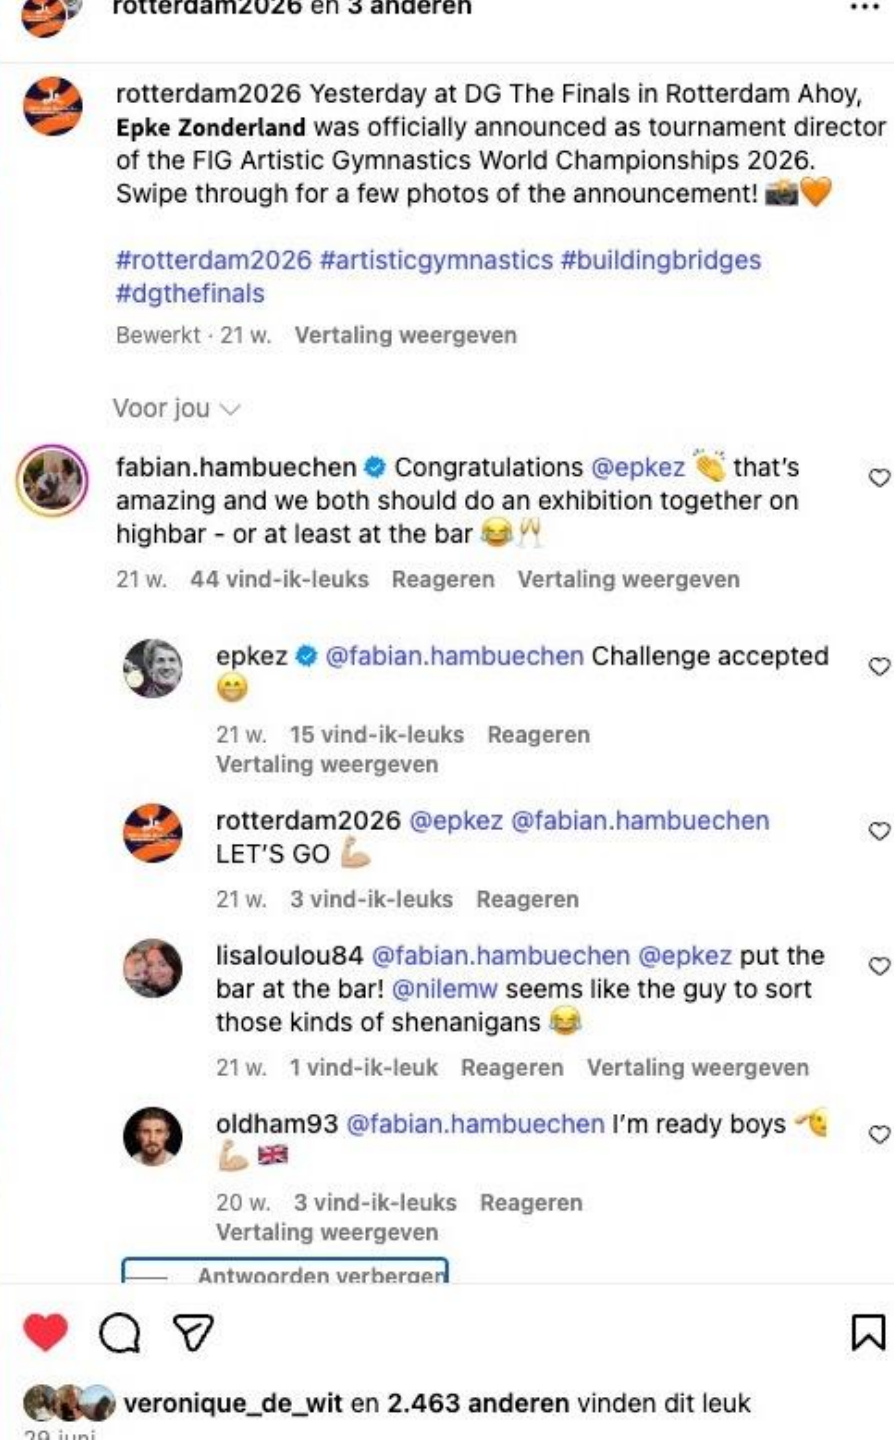 rotterdam2026 en 3 anderen
rotterdam2026 Yesterday at DG The Finals in Rotterdam Ahoy,
Epke Zonderland was officially announced as tournament director
of the FIG Artistic Gymnastics World Championships 2026.
Swipe through for a few photos of the announcement! 📸🧡
#rotterdam2026 #artisticgymnastics #buildingbridges
#dgthefinals
Bewerkt · 21 w. Vertaling weergeven
Voor jou
fabian.hambuechen Congratulations @epkez 👏 that's
amazing and we both should do an exhibition together on
highbar - or at least at the bar 😂🥂
21 w. 44 vind-ik-leuks Reageren Vertaling weergeven
epkez @fabian.hambuechen Challenge accepted
😁
21 w. 15 vind-ik-leuks Reageren
Vertaling weergeven
rotterdam2026 @epkez @fabian.hambuechen
LET'S GO 💪🏼
21 w. 3 vind-ik-leuks Reageren
lisaloulou84 @fabian.hambuechen @epkez put the
bar at the bar! @nilemw seems like the guy to sort
those kinds of shenanigans 😂
21 w. 1 vind-ik-leuk Reageren Vertaling weergeven
oldham93 @fabian.hambuechen I'm ready boys 🫡
💪🏼 🇬🇧
20 w. 3 vind-ik-leuks Reageren
Vertaling weergeven
Antwoorden verbergen
veronique_de_wit en 2.463 anderen vinden dit leuk
29 juni